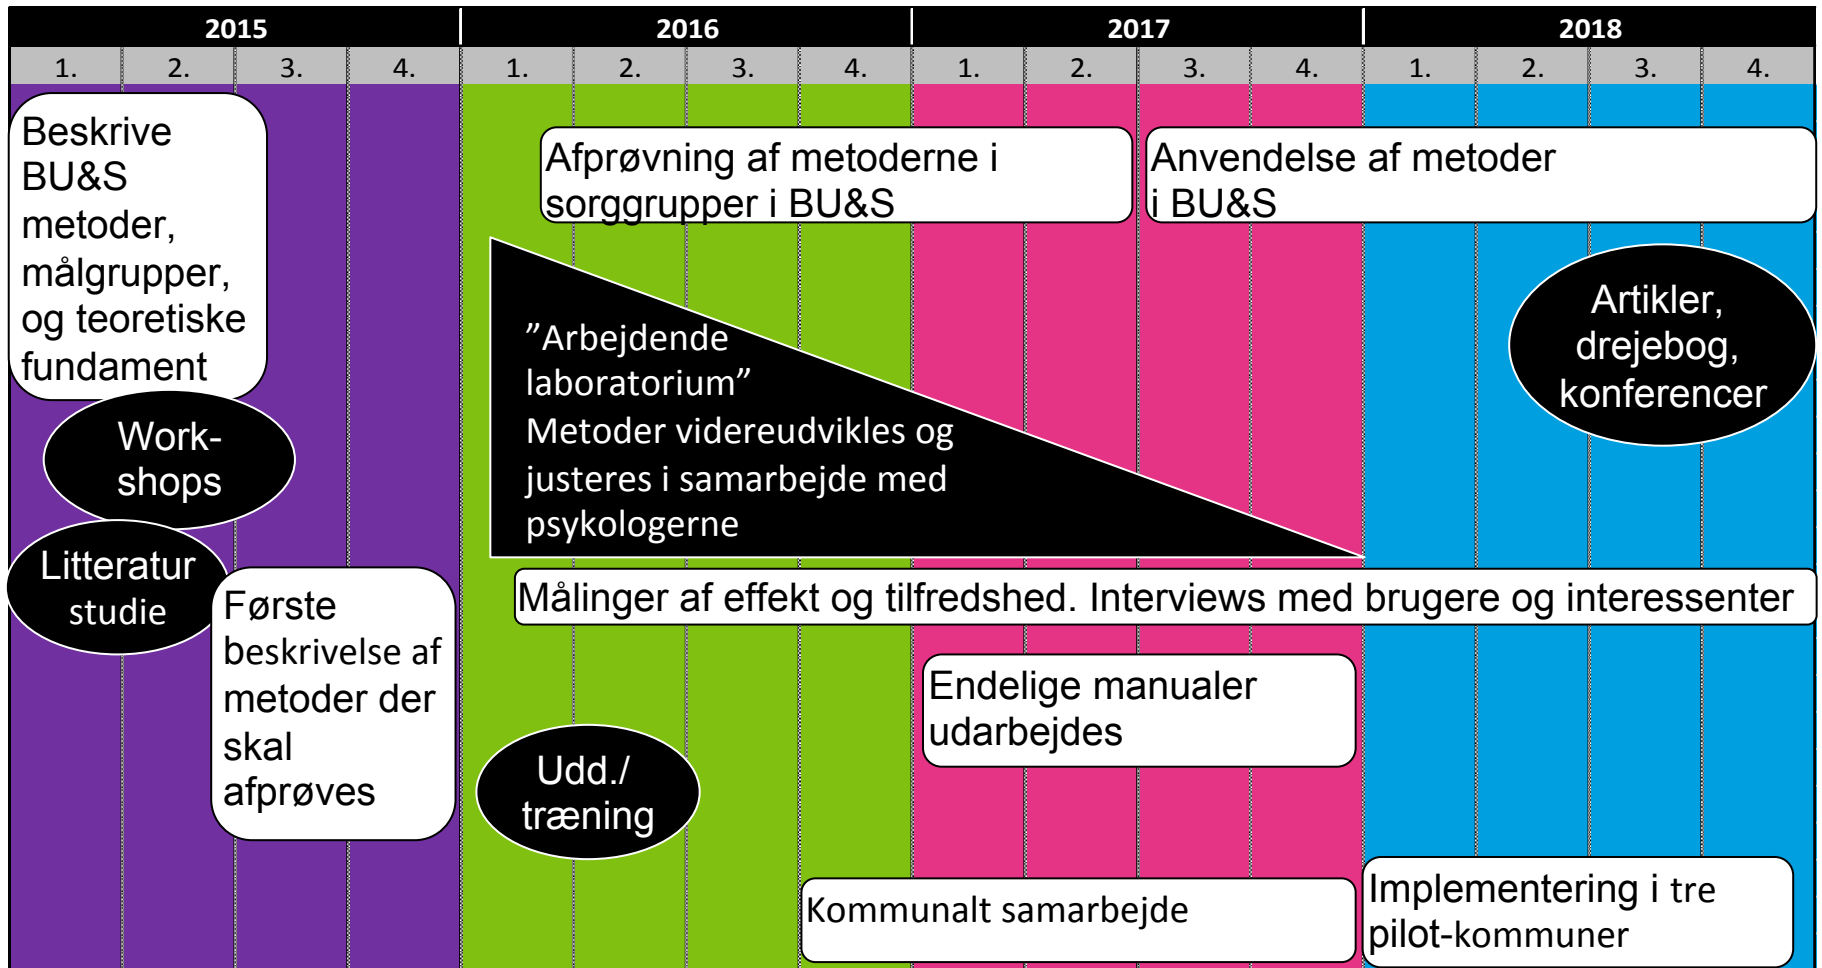 2015 2016 2017 2018
1. 2. 3. 4. 1. 2. 3. 4. 1. 2. 3. 4. 1. 2. 3. 4.
Beskrive
BU&S
metoder,
målgrupper,
og teoretiske
fundament
Work-
shops
Litteratur
studie
Første
beskrivelse af
metoder der
skal
afprøves
Afprøvning af metoderne i
sorggrupper i BU&S
Anvendelse af metoder
i BU&S
”Arbejdende
laboratorium”
Metoder videreudvikles og
justeres i samarbejde med
psykologerne
Artikler,
drejebog,
konferencer
Målinger af effekt og tilfredshed. Interviews med brugere og interessenter
Endelige manualer
udarbejdes
Udd./
træning
Kommunalt samarbejde
Implementering i tre
pilot-kommuner